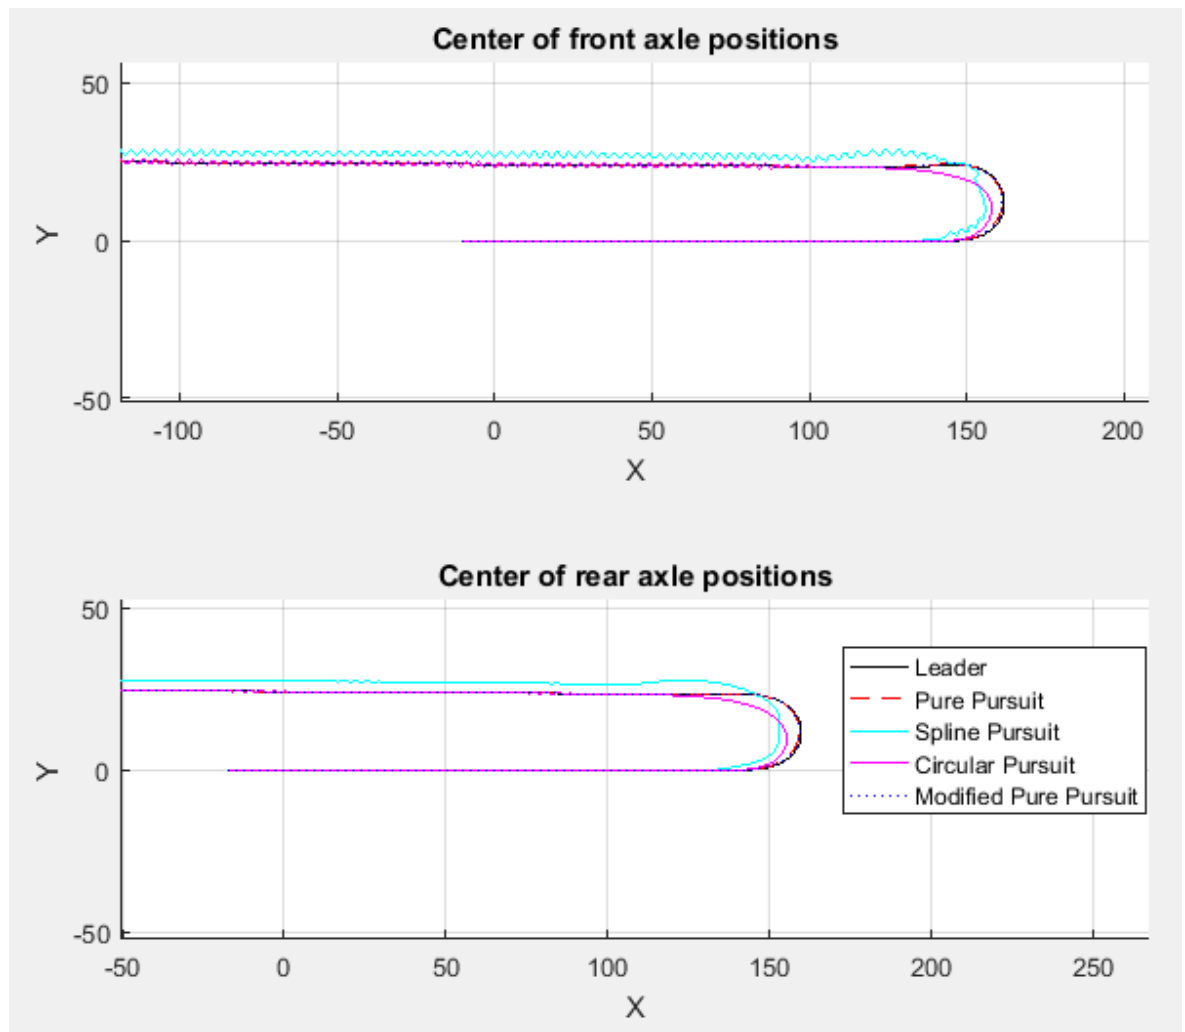 Center of front axle positions
50
0
-50
Y
-100 -50 0 50 100 150 200
X
Center of rear axle positions
50
0
-50
Y
Leader
Pure Pursuit
Spline Pursuit
Circular Pursuit
Modified Pure Pursuit
-50 0 50 100 150 200 250
X